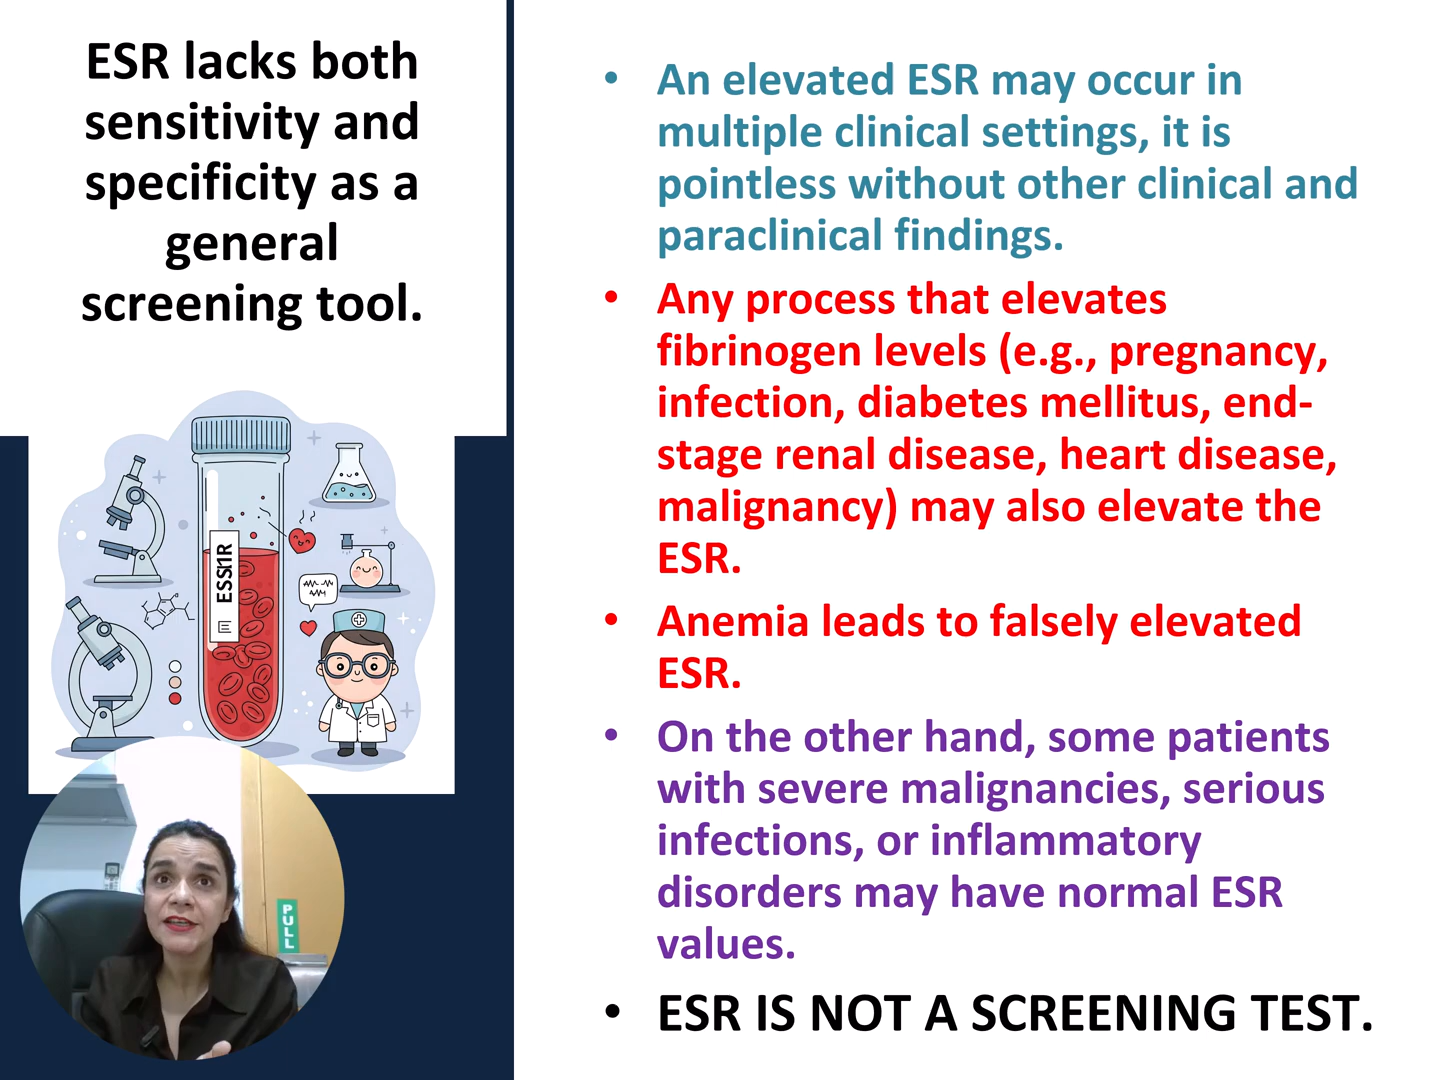 ESR lacks both
sensitivity and
specificity as a
general
screening tool.
ESSIR
PULL
• An elevated ESR may occur in
multiple clinical settings, it is
pointless without other clinical and
paraclinical findings.
• Any process that elevates
fibrinogen levels (e.g., pregnancy,
infection, diabetes mellitus, end-
stage renal disease, heart disease,
malignancy) may also elevate the
ESR.
• Anemia leads to falsely elevated
ESR.
• On the other hand, some patients
with severe malignancies, serious
infections, or inflammatory
disorders may have normal ESR
values.
• ESR IS NOT A SCREENING TEST.